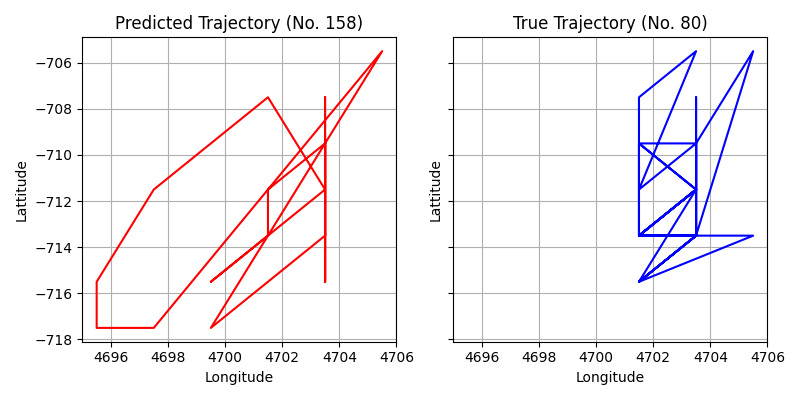 Predicted Trajectory (No. 158)
True Trajectory (No. 80)
−706
−708
−710
−712
−714
−716
−718
Lattitude
Lattitude
4696 4698 4700 4702 4704 4706
4696 4698 4700 4702 4704 4706
Longitude
Longitude